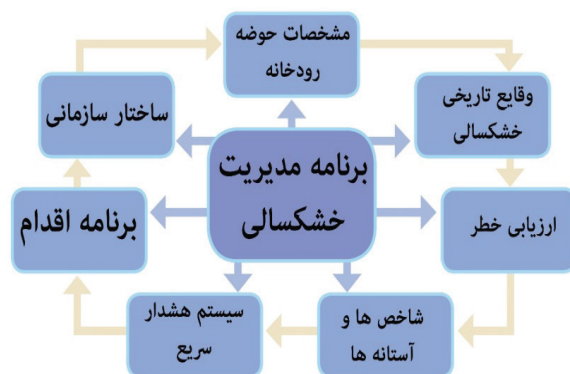 مشخصات حوضه
رودخانه
وقایع تاریخی
خشکسالی
ارزیابی خطر
شاخص ها و
آستانه ها
سیستم هشدار
سریع
برنامه اقدام
ساختار سازمانی
برنامه مدیریت
خشکسالی